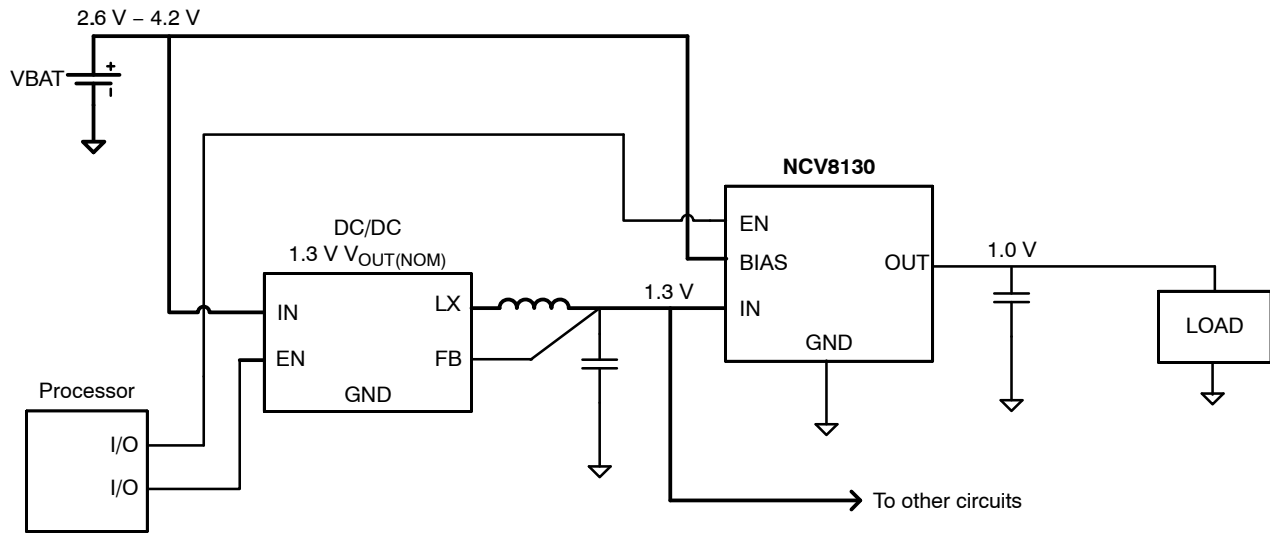 2.6 V – 4.2 V
VBAT
+
NCV8130
DC/DC
1.3 V VOUT(NOM)
EN
BIAS
OUT
1.0 V
IN
LX
1.3 V
IN
GND
LOAD
EN
FB
GND
Processor
I/O
I/O
To other circuits